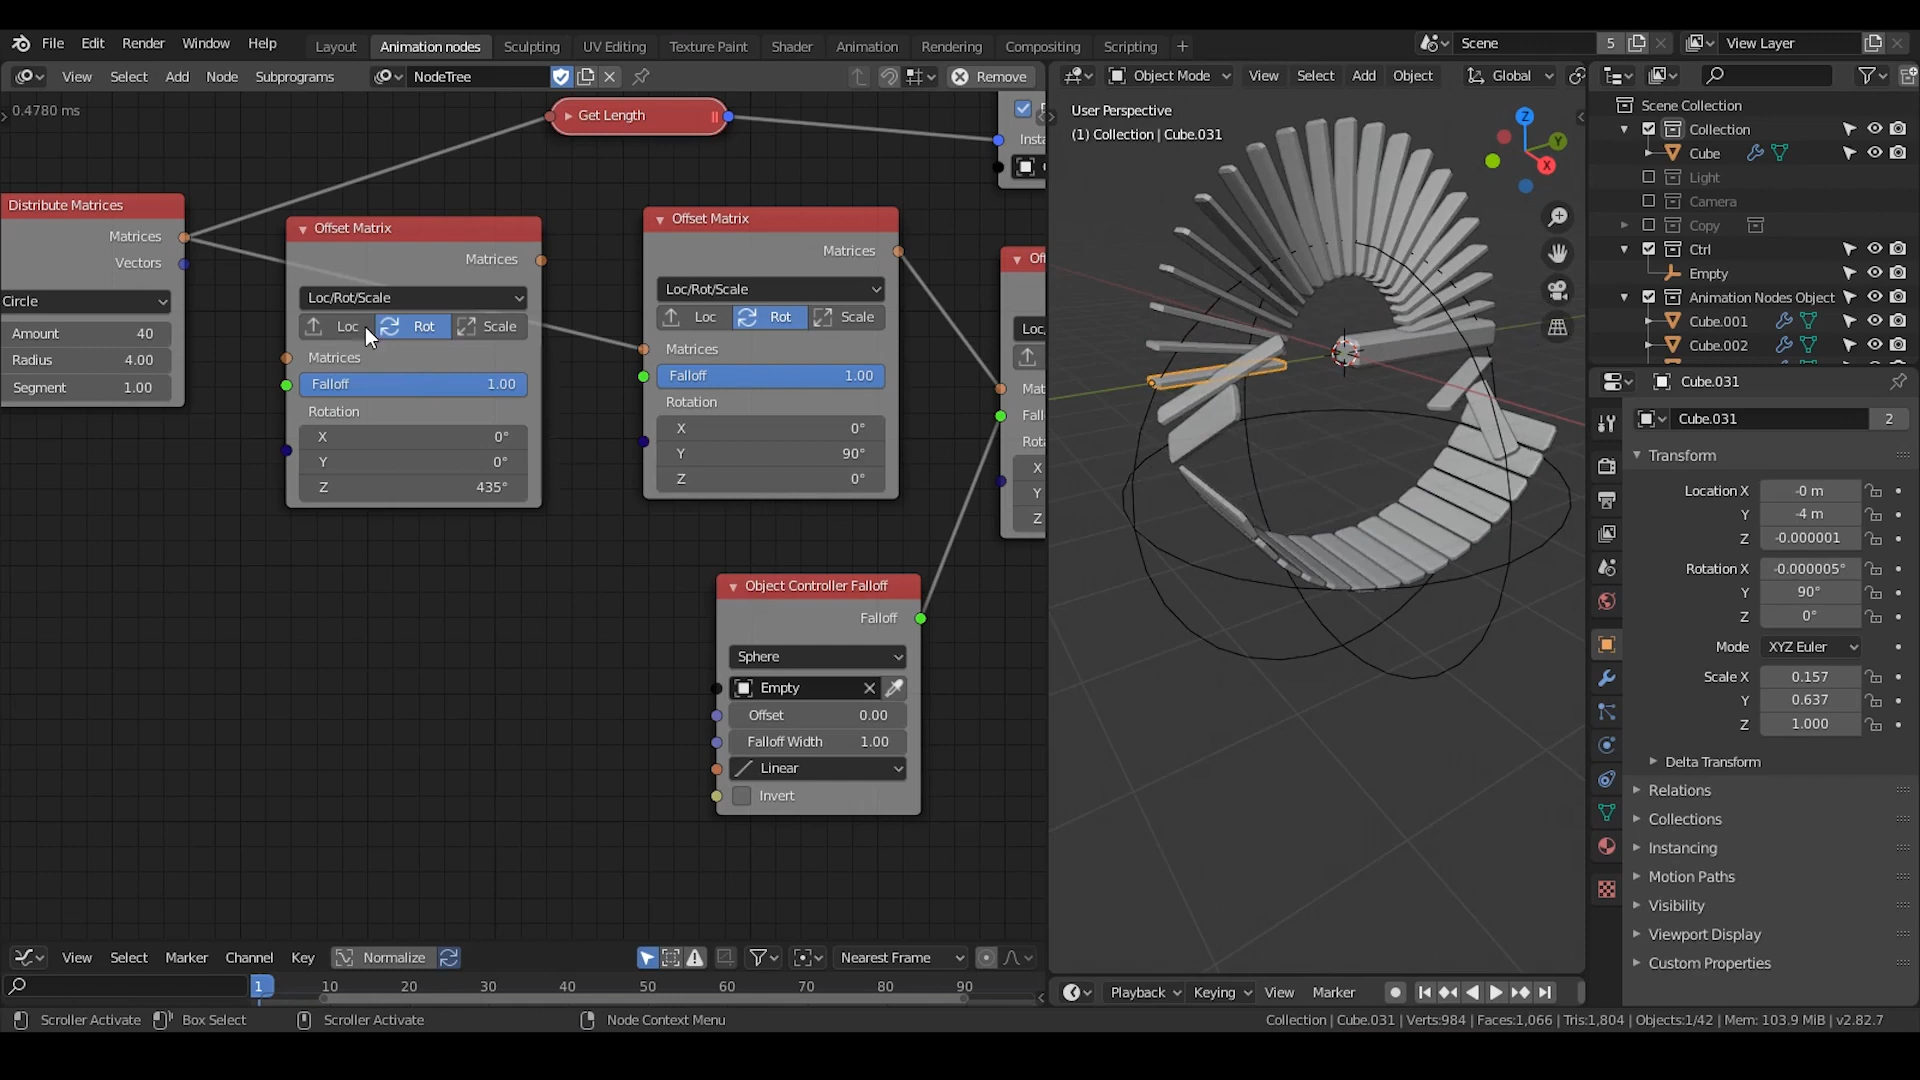 File Edit Render Window Help Layout Animation nodes Sculpting UV Editing Texture Paint Shader Animation Rendering Compositing Scripting + Scene 5 View Layer
View Select Add Node Subprograms NodeTree Remove Object Mode View Select Add Object Global
0.4780 ms
Get Length
Insta
Distribute Matrices
Matrices
Vectors
Circle
Amount 40
Radius 4.00
Segment 1.00
Offset Matrix
Matrices
Loc/Rot/Scale
Loc Rot Scale
Matrices
Falloff 1.00
Rotation
X 0°
Y 0°
Z 435°
Offset Matrix
Matrices
Loc/Rot/Scale
Loc Rot Scale
Matrices
Falloff 1.00
Rotation
X 0°
Y 90°
Z 0°
Off
Loc
Mat
Fall
Rota
X
Y
Z
Object Controller Falloff
Falloff
Sphere
Empty
Offset 0.00
Falloff Width 1.00
Linear
Invert
User Perspective
(1) Collection | Cube.031
Z
Y
X
Scene Collection
Collection
Cube
Light
Camera
Copy
Ctrl
Empty
Animation Nodes Object
Cube.001
Cube.002
Cube.031
Cube.031 2
Transform
Location X -0 m
Y -4 m
Z -0.000001
Rotation X -0.000005°
Y 90°
Z 0°
Mode XYZ Euler
Scale X 0.157
Y 0.637
Z 1.000
Delta Transform
Relations
Collections
Instancing
Motion Paths
Visibility
Viewport Display
Custom Properties
View Select Marker Channel Key Normalize Nearest Frame
1 10 20 30 40 50 60 70 80 90
Playback Keying View Marker
Scroller Activate Box Select Scroller Activate Node Context Menu
Collection | Cube.031 | Verts:984 | Faces:1,066 | Tris:1,804 | Objects:1/42 | Mem: 103.9 MiB | v2.82.7